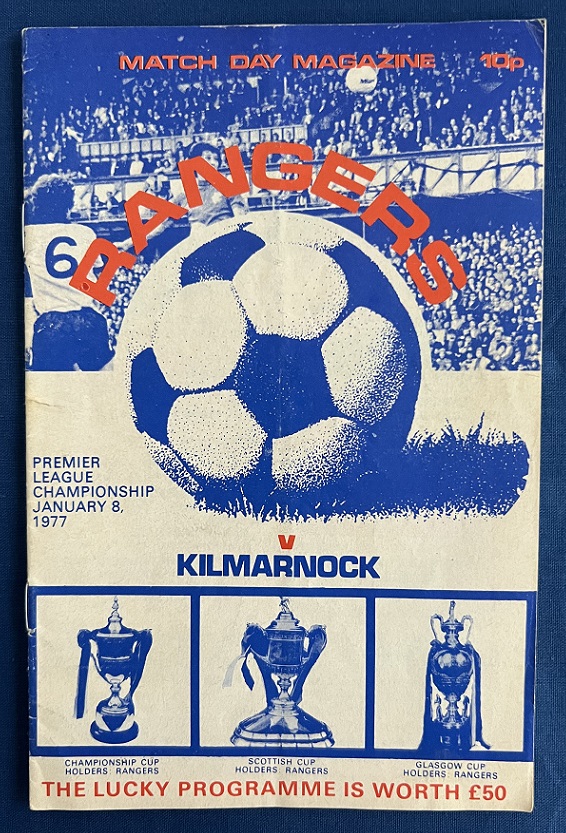 MATCH DAY MAGAZINE 10p
RANGERS
6
PREMIER
LEAGUE
CHAMPIONSHIP
JANUARY 8,
1977
v
KILMARNOCK
CHAMPIONSHIP CUP
HOLDERS: RANGERS
SCOTTISH CUP
HOLDERS: RANGERS
GLASGOW CUP
HOLDERS: RANGERS
THE LUCKY PROGRAMME IS WORTH £50